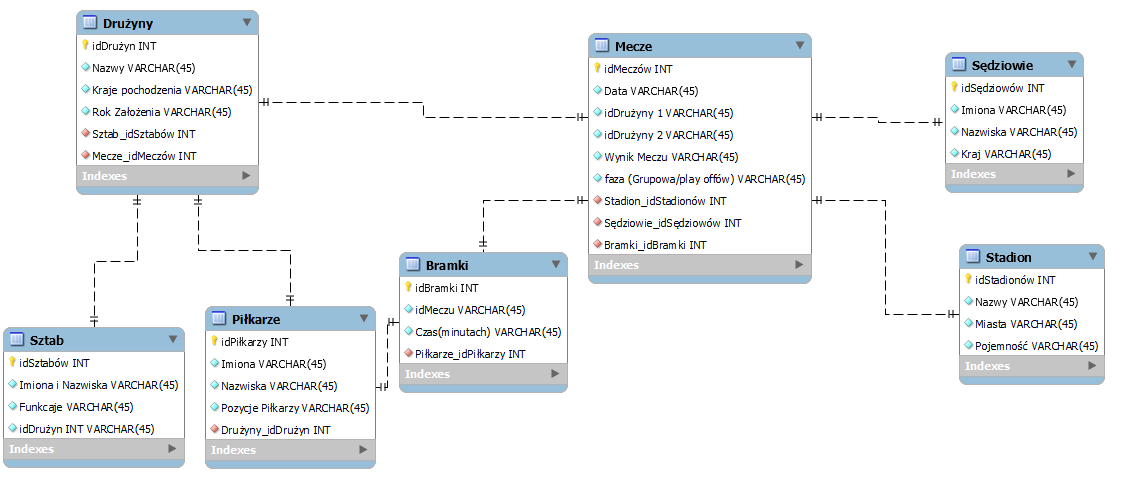 Drużyny
idDrużyn INT
Nazwy VARCHAR(45)
Kraje pochodzenia VARCHAR(45)
Rok Założenia VARCHAR(45)
Sztab_idSztabów INT
Mecze_idMeczów INT
Indexes
Mecze
idMeczów INT
Data VARCHAR(45)
idDrużyny 1 VARCHAR(45)
idDrużyny 2 VARCHAR(45)
Wynik Meczu VARCHAR(45)
faza (Grupowa/play offów) VARCHAR(45)
Stadion_idStadionów INT
Sędziowie_idSędziowów INT
Bramki_idBramki INT
Indexes
Sędziowie
idSędziowów INT
Imiona VARCHAR(45)
Nazwiska VARCHAR(45)
Kraj VARCHAR(45)
Indexes
Stadion
idStadionów INT
Nazwy VARCHAR(45)
Miasta VARCHAR(45)
Pojemność VARCHAR(45)
Indexes
Bramki
idBramki INT
idMeczu VARCHAR(45)
Czas(minutach) VARCHAR(45)
Piłkarze_idPiłkarzy INT
Indexes
Piłkarze
idPiłkarzy INT
Imiona VARCHAR(45)
Nazwiska VARCHAR(45)
Pozycje Piłkarzy VARCHAR(45)
Drużyny_idDrużyn INT
Indexes
Sztab
idSztabów INT
Imiona i Nazwiska VARCHAR(45)
Funkcaje VARCHAR(45)
idDrużyn INT VARCHAR(45)
Indexes